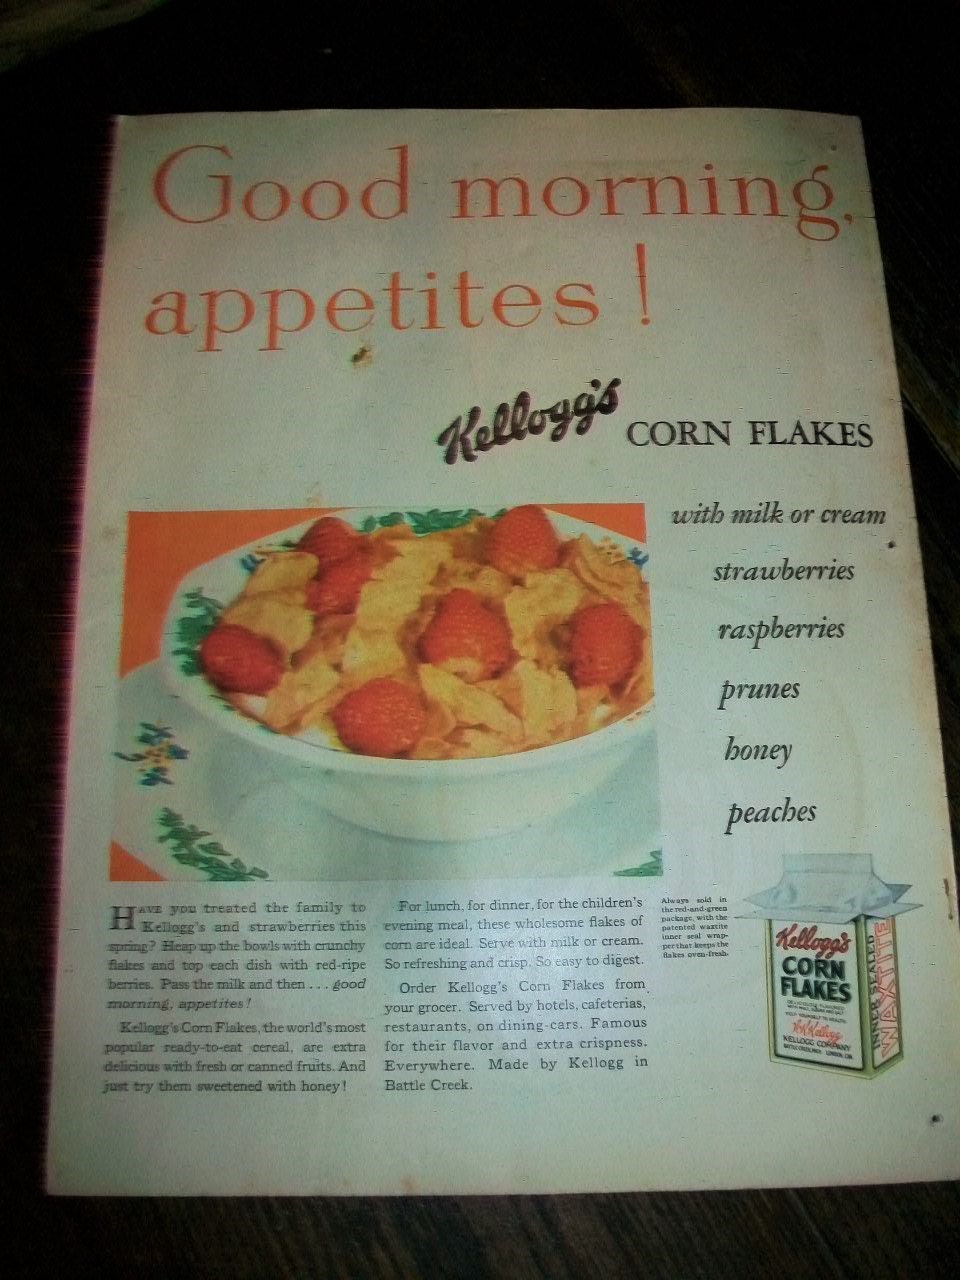 Good morning,
appetites!
Kellogg's CORN FLAKES
with milk or cream
strawberries
raspberries
prunes
honey
peaches
HAVE you treated the family to
Kellogg's and strawberries this
spring? Heap up the bowls with crunchy
flakes and top each dish with red-ripe
berries. Pass the milk and then . . . good
morning, appetites!
Kellogg's Corn Flakes, the world's most
popular ready-to-eat cereal, are extra
delicious with fresh or canned fruits. And
just try them sweetened with honey!
For lunch, for dinner, for the children's
evening meal, these wholesome flakes of
corn are ideal. Serve with milk or cream.
So refreshing and crisp. So easy to digest.
Order Kellogg's Corn Flakes from
your grocer. Served by hotels, cafeterias,
restaurants, on dining-cars. Famous
for their flavor and extra crispness.
Everywhere. Made by Kellogg in
Battle Creek.
Always sold in
the red-and-green
package, with the
patented waxtite
inner seal wrap-
per that keeps the
flakes oven-fresh.
Kellogg's
CORN
FLAKES
KELLOGG COMPANY
INNER SEALED
WAXTITE